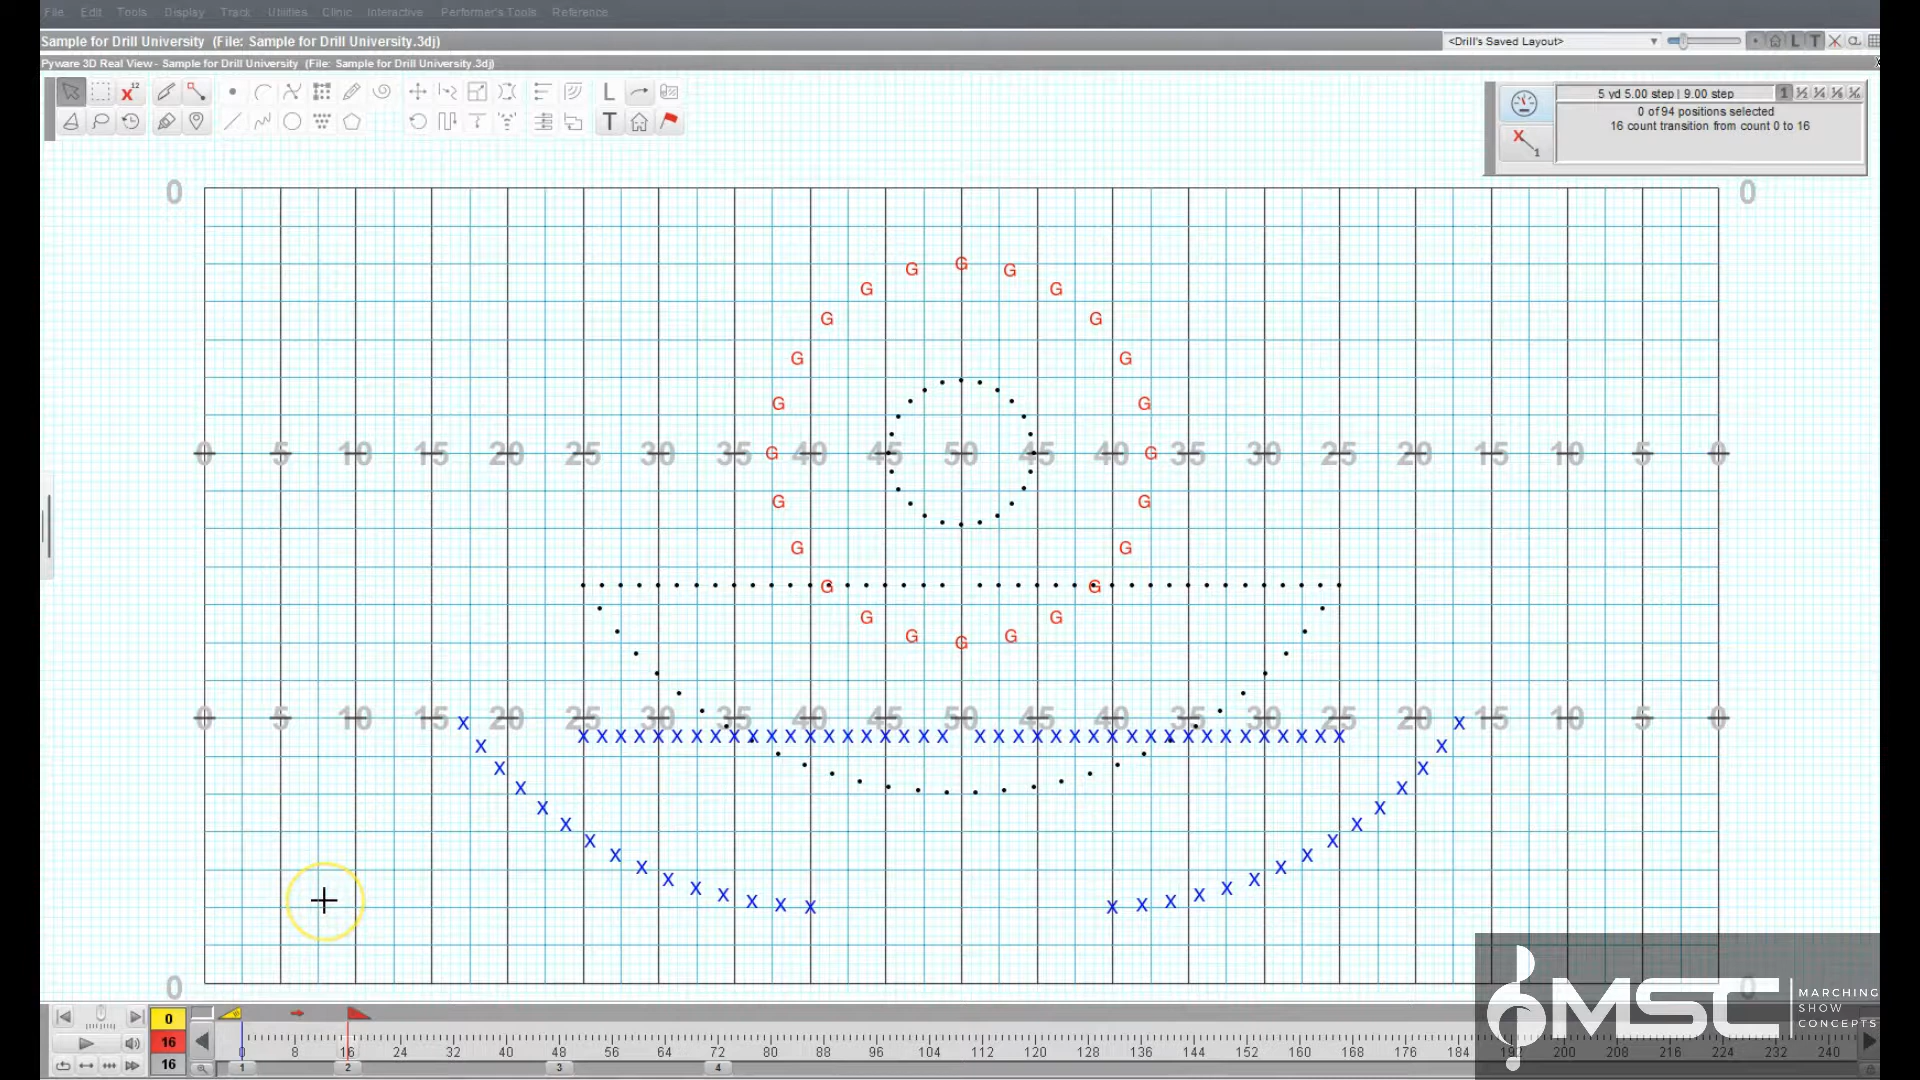 File Edit Tools Display Track Utilities Clinic Interactive Performer's Tools Reference
Sample for Drill University (File: Sample for Drill University.3dj)
<Drill's Saved Layout>
Pyware 3D Real View - Sample for Drill University (File: Sample for Drill University.3dj)
5 yd 5.00 step | 9.00 step
0 of 94 positions selected
16 count transition from count 0 to 16
0 0
G G G G G
G G
G G
G G
G G
0 5 10 15 20 25 30 35 40 45 50 45 40 35 30 25 20 15 10 5 0
G G
G G
G G
G G
G G G G G
0 5 10 15 20 25 30 35 40 45 50 45 40 35 30 25 20 15 10 5 0
X X X X X X X X X X X X X X X X X X X X X X X X X X X X X X X X X X X X X X X X
0 0
MSC
MARCHING
SHOW
CONCEPTS
0
16
16
0 8 16 24 32 40 48 52 56 64 72 80 88 96 104 112 120 128 136 144 152 160 168 176 184 192 200 208 216 224 232 240
1 2 3 4